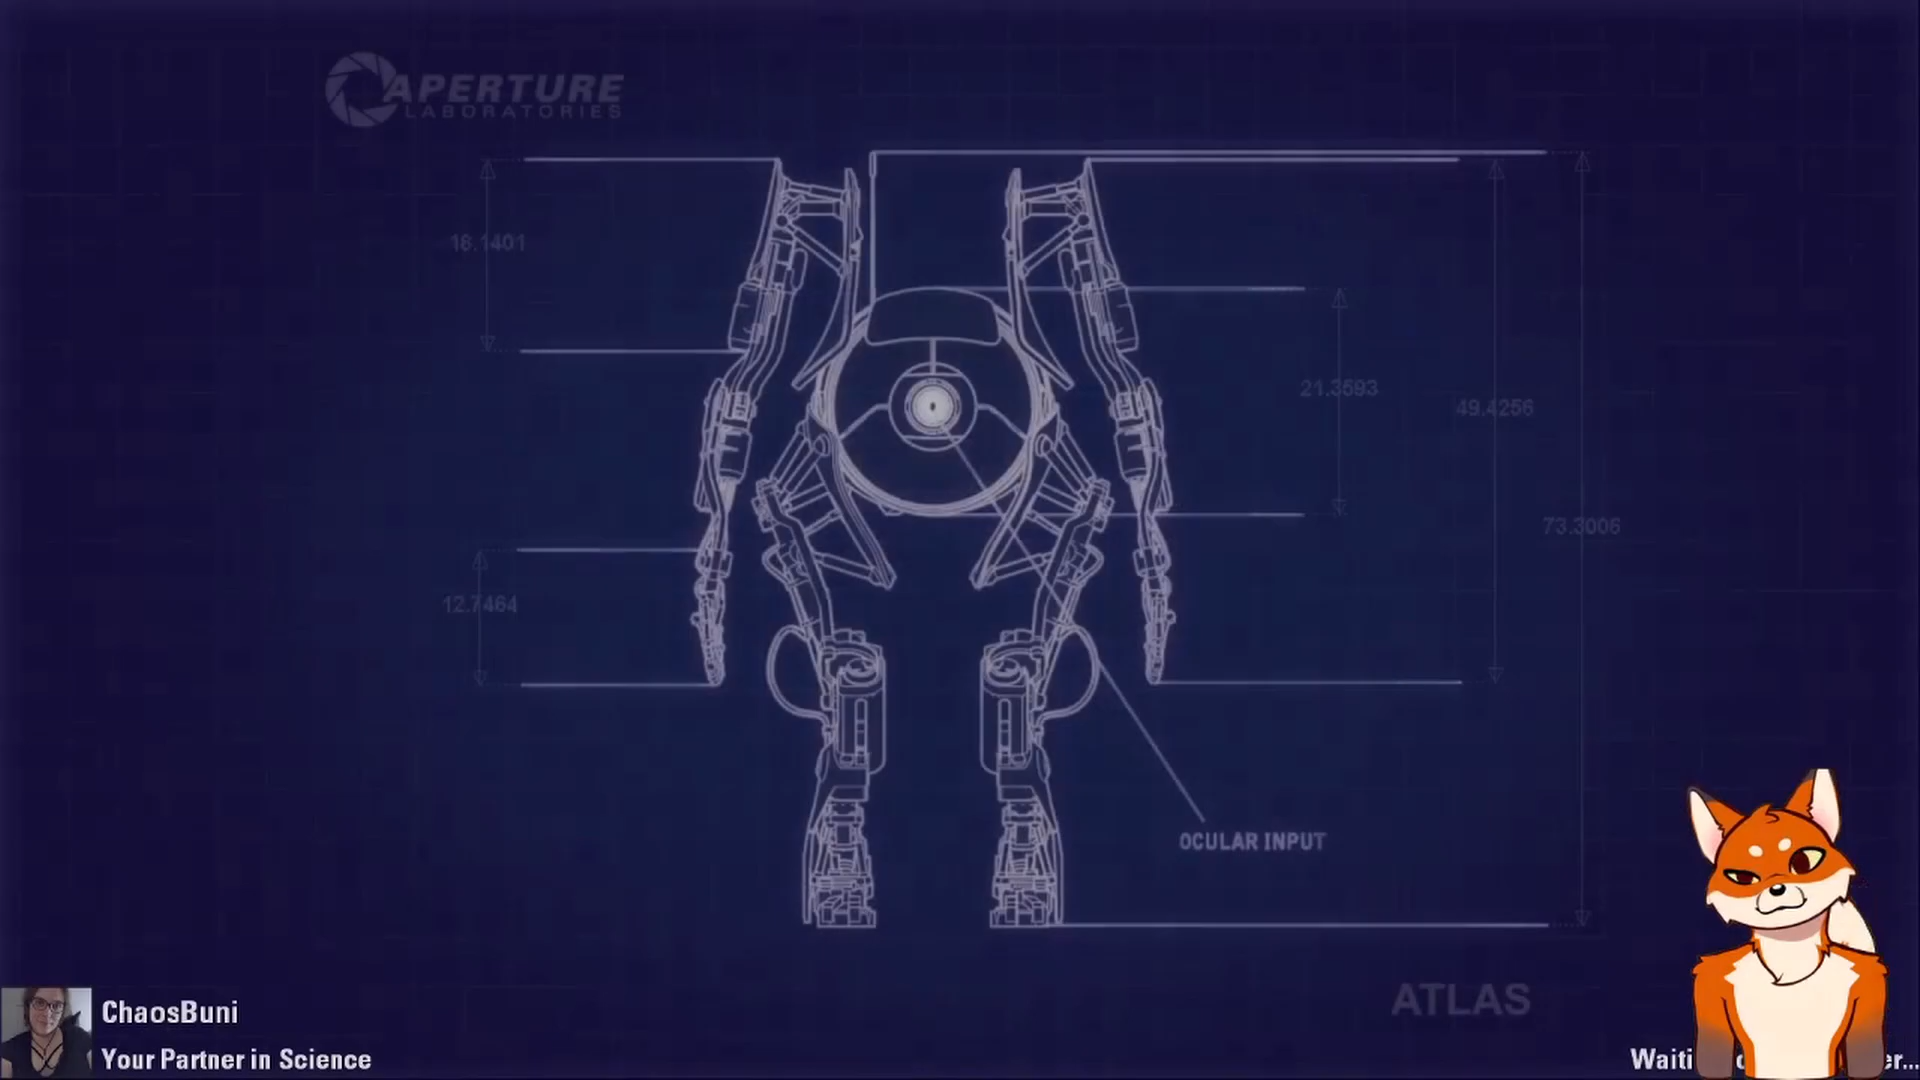 APERTURE
LABORATORIES
18.1401
21.3593
49.4256
73.3006
12.7464
OCULAR INPUT
ATLAS
ChaosBuni
Your Partner in Science